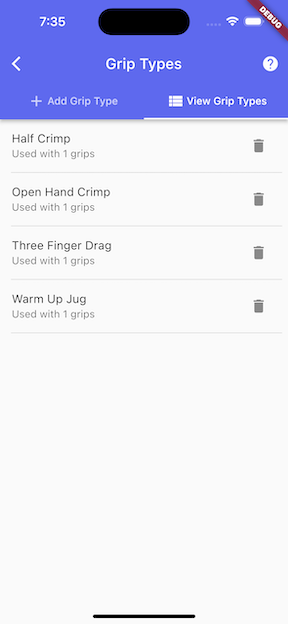 7:35
DEBUG
Grip Types
?
+ Add Grip Type
View Grip Types
Half Crimp
Used with 1 grips
Open Hand Crimp
Used with 1 grips
Three Finger Drag
Used with 1 grips
Warm Up Jug
Used with 1 grips